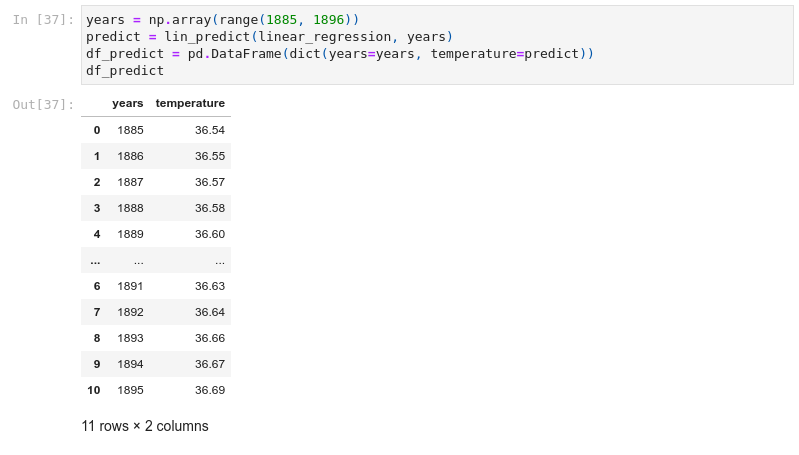 In [37]: years = np.array(range(1885, 1896))
predict = lin_predict(linear_regression, years)
df_predict = pd.DataFrame(dict(years=years, temperature=predict))
df_predict
Out[37]: years temperature
0 1885 36.54
1 1886 36.55
2 1887 36.57
3 1888 36.58
4 1889 36.60
... ... ...
6 1891 36.63
7 1892 36.64
8 1893 36.66
9 1894 36.67
10 1895 36.69
11 rows × 2 columns